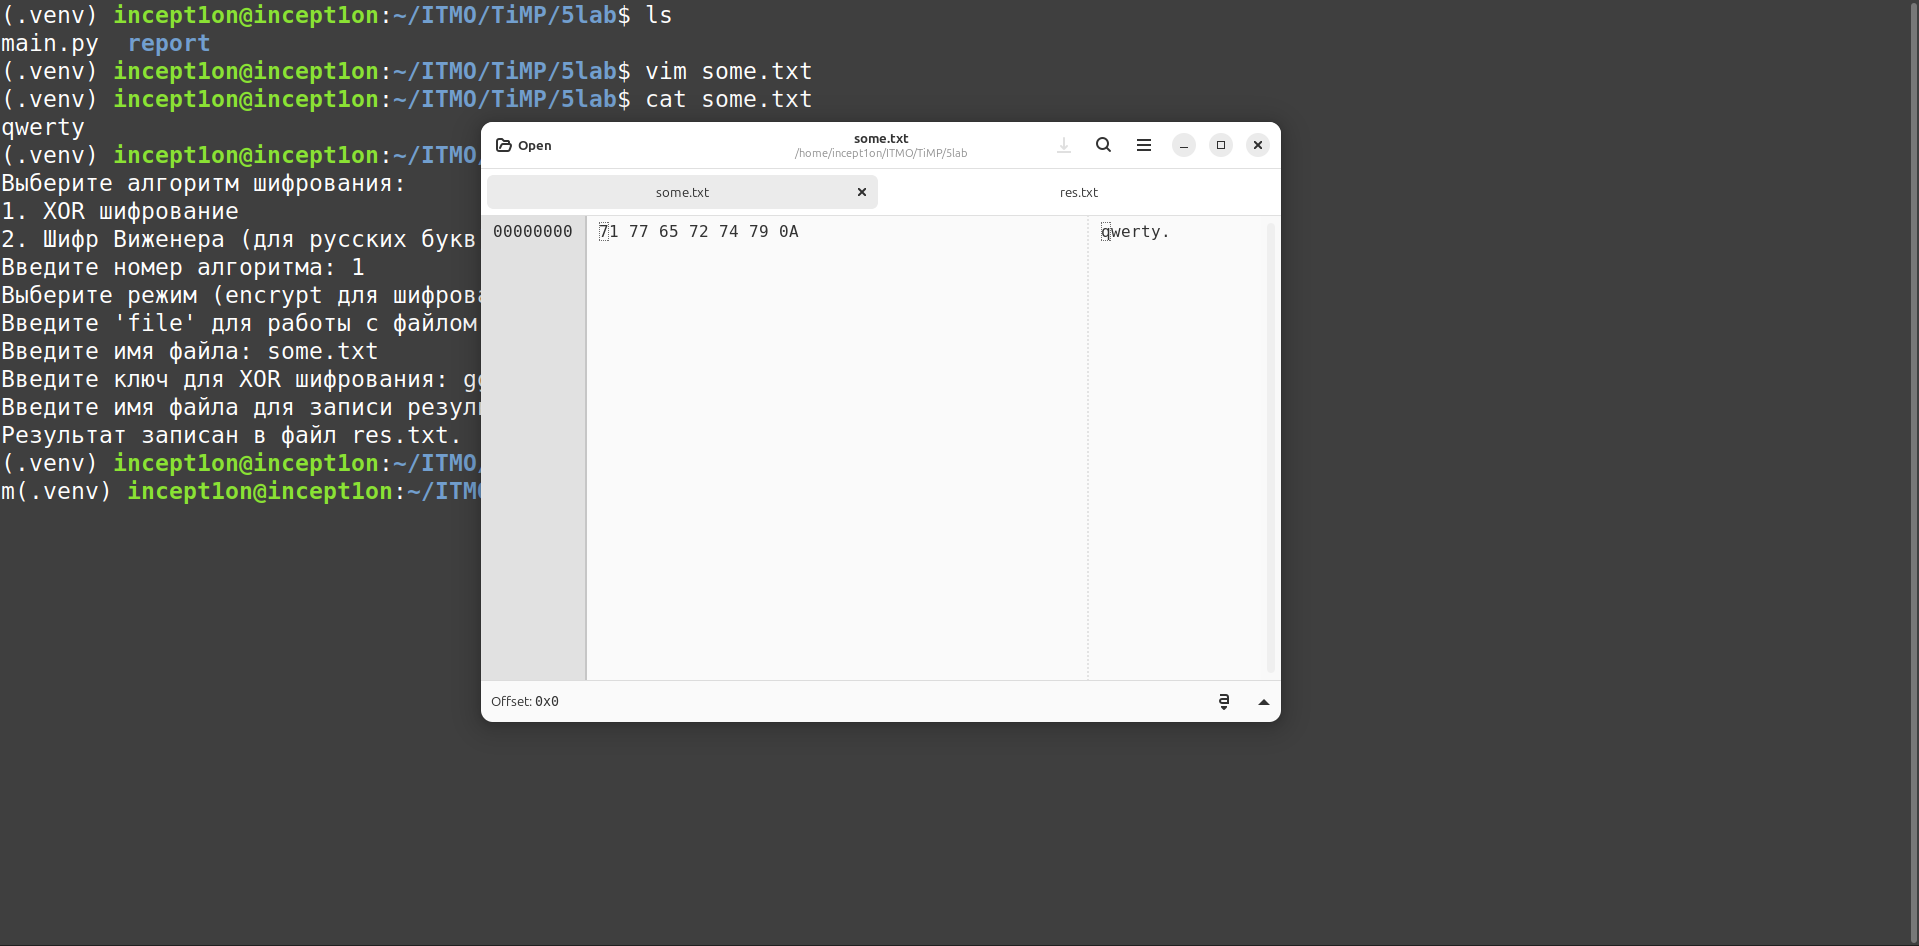 (.venv) incept1on@incept1on:~/ITMO/TiMP/5lab$ ls
main.py  report
(.venv) incept1on@incept1on:~/ITMO/TiMP/5lab$ vim some.txt
(.venv) incept1on@incept1on:~/ITMO/TiMP/5lab$ cat some.txt
qwerty
(.venv) incept1on@incept1on:~/ITMO/
Выберите алгоритм шифрования:
1. XOR шифрование
2. Шифр Виженера (для русских букв
Введите номер алгоритма: 1
Выберите режим (encrypt для шифров
Введите 'file' для работы с файлом
Введите имя файла: some.txt
Введите ключ для XOR шифрования: g
Введите имя файла для записи резул
Результат записан в файл res.txt.
(.venv) incept1on@incept1on:~/ITMO/
m(.venv) incept1on@incept1on:~/ITM
Open
some.txt
/home/incept1on/ITMO/TiMP/5lab
some.txt
res.txt
00000000 71 77 65 72 74 79 0A qwerty.
Offset: 0x0